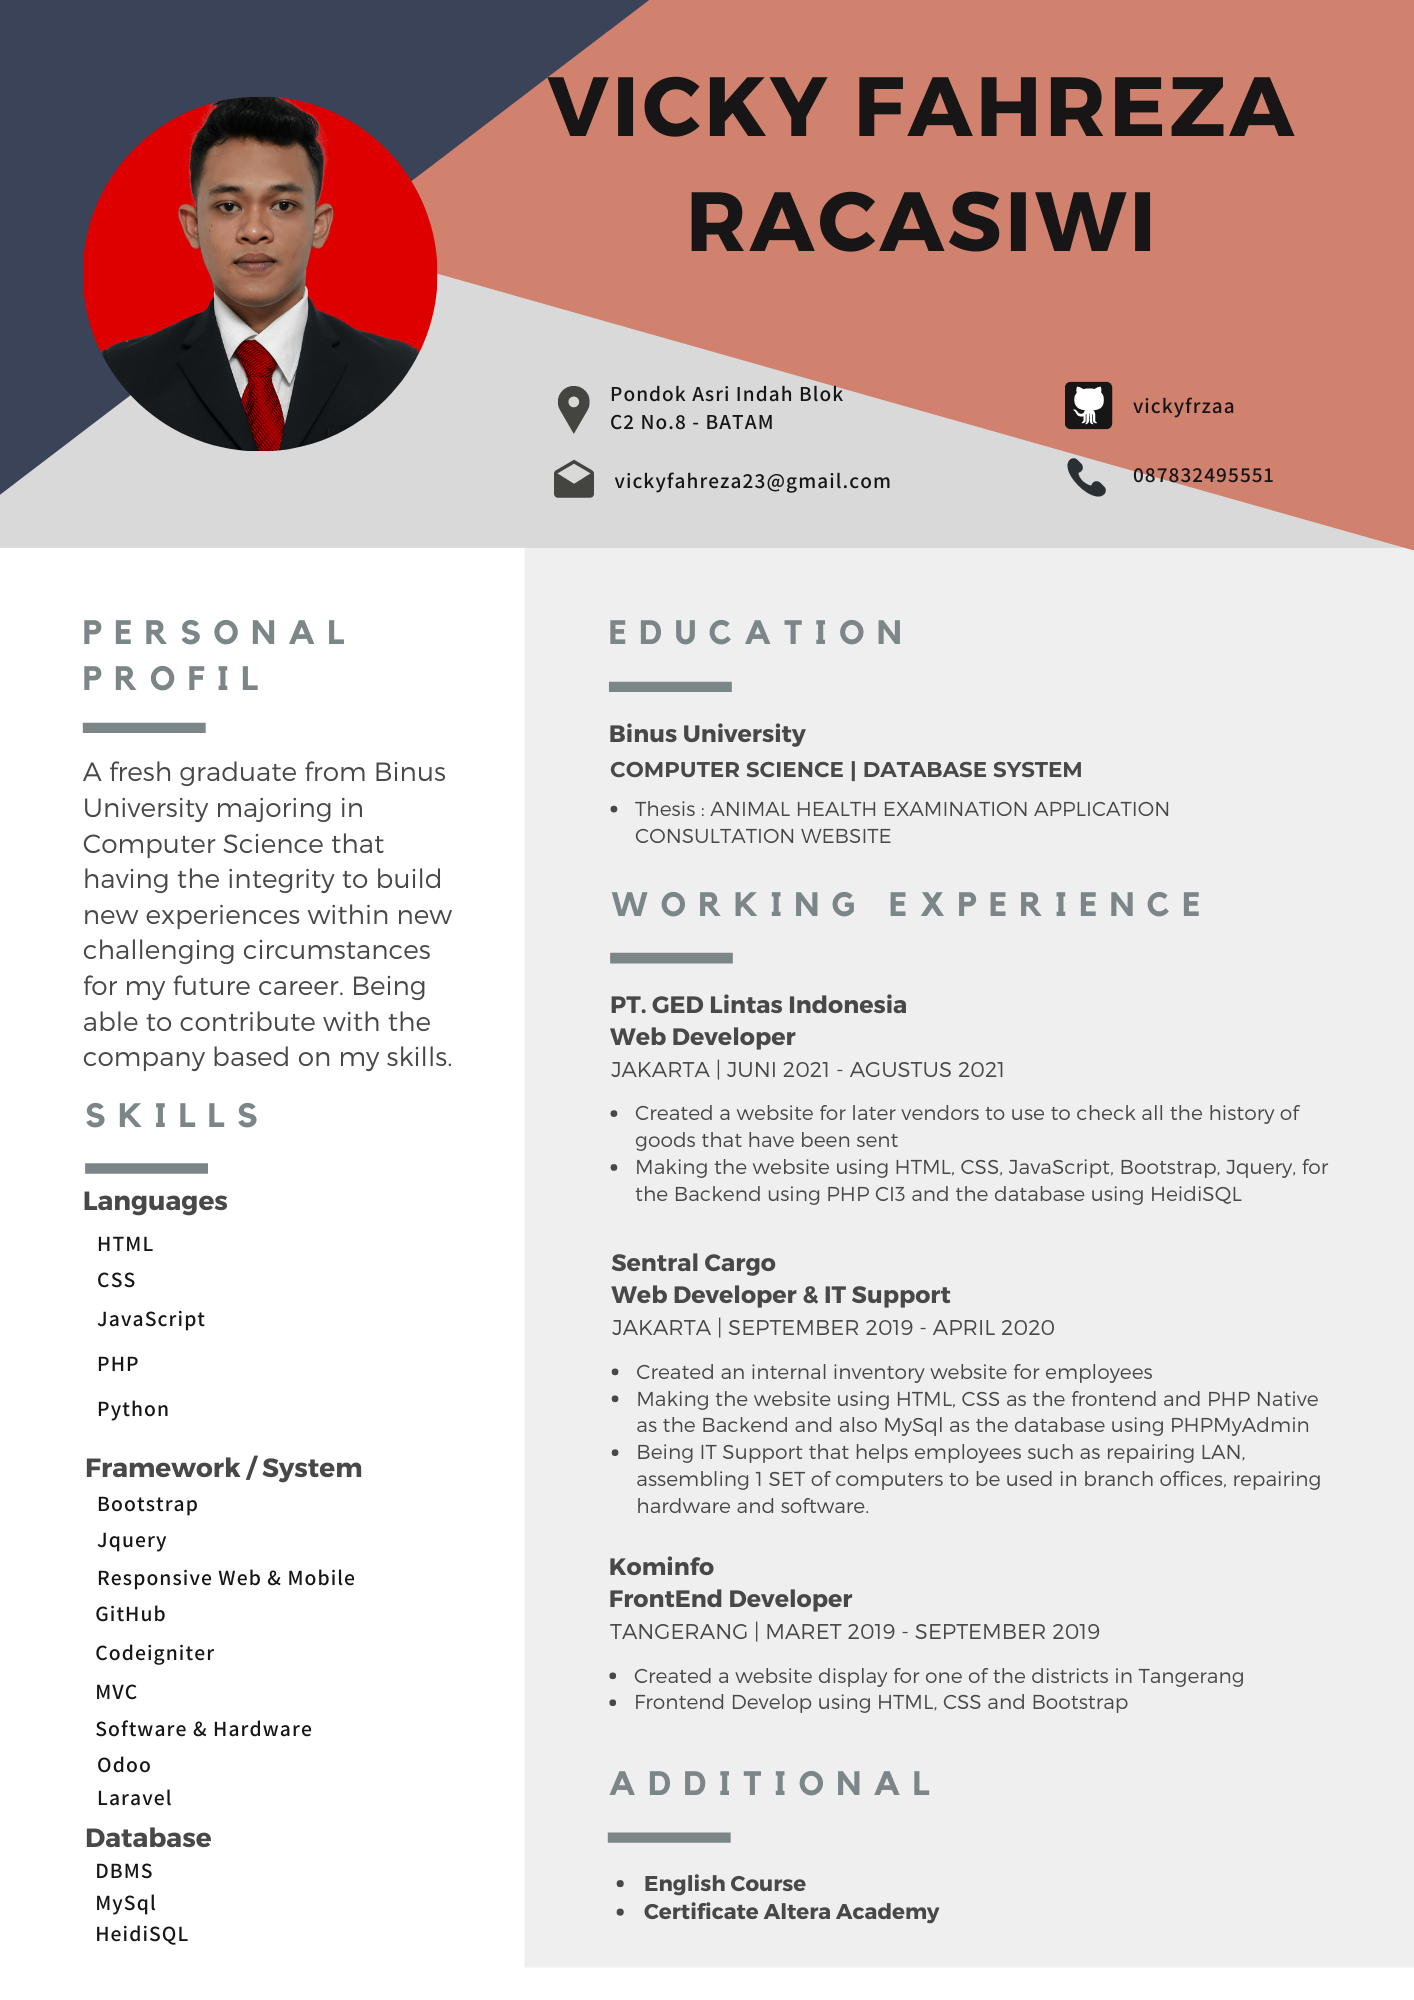 VICKY FAHREZA
RACASIWI
Pondok Asri Indah Blok
C2 No.8 - BATAM
vickyfrzaa
vickyfahreza23@gmail.com
087832495551
PERSONAL
PROFIL
A fresh graduate from Binus
University majoring in
Computer Science that
having the integrity to build
new experiences within new
challenging circumstances
for my future career. Being
able to contribute with the
company based on my skills.
SKILLS
Languages
HTML
CSS
JavaScript
PHP
Python
Framework / System
Bootstrap
Jquery
Responsive Web & Mobile
GitHub
Codeigniter
MVC
Software & Hardware
Odoo
Laravel
Database
DBMS
MySql
HeidiSQL
EDUCATION
Binus University
COMPUTER SCIENCE | DATABASE SYSTEM
• Thesis : ANIMAL HEALTH EXAMINATION APPLICATION
CONSULTATION WEBSITE
WORKING EXPERIENCE
PT. GED Lintas Indonesia
Web Developer
JAKARTA | JUNI 2021 - AGUSTUS 2021
• Created a website for later vendors to use to check all the history of
goods that have been sent
• Making the website using HTML, CSS, JavaScript, Bootstrap, Jquery, for
the Backend using PHP CI3 and the database using HeidiSQL
Sentral Cargo
Web Developer & IT Support
JAKARTA | SEPTEMBER 2019 - APRIL 2020
• Created an internal inventory website for employees
• Making the website using HTML, CSS as the frontend and PHP Native
as the Backend and also MySql as the database using PHPMyAdmin
• Being IT Support that helps employees such as repairing LAN,
assembling 1 SET of computers to be used in branch offices, repairing
hardware and software.
Kominfo
FrontEnd Developer
TANGERANG | MARET 2019 - SEPTEMBER 2019
• Created a website display for one of the districts in Tangerang
• Frontend Develop using HTML, CSS and Bootstrap
ADDITIONAL
• English Course
• Certificate Altera Academy